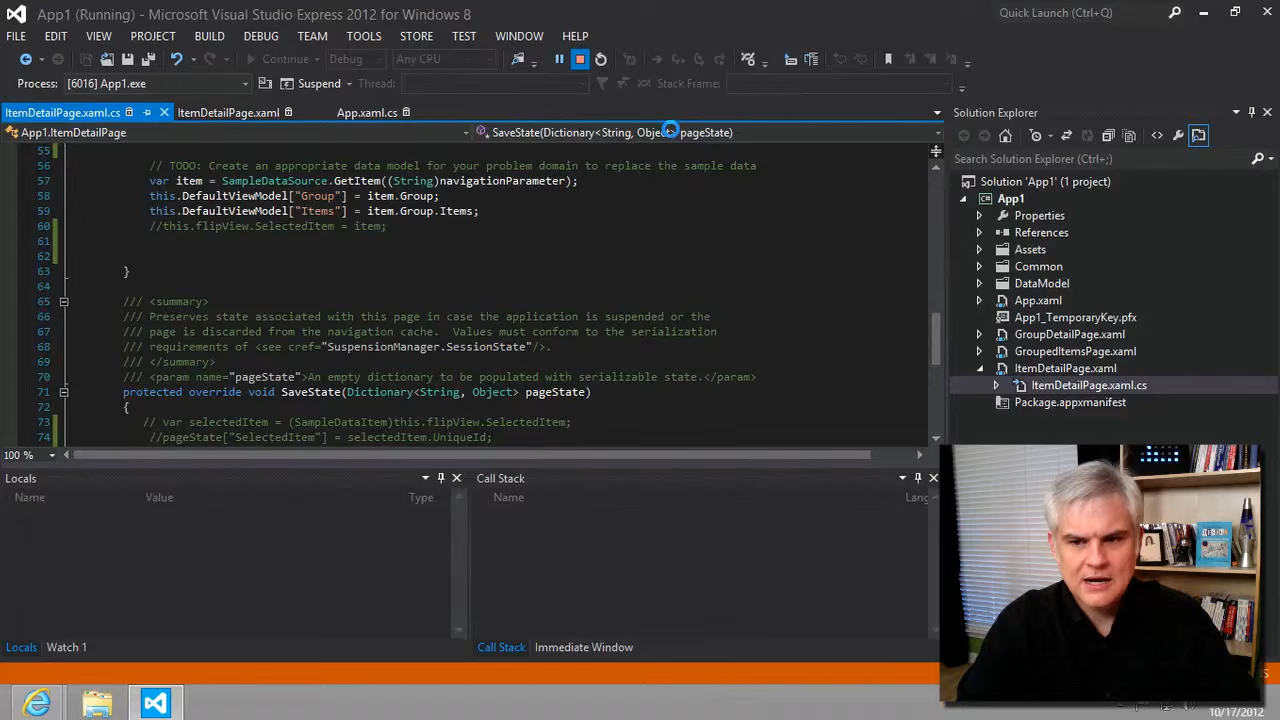 App1 (Running) - Microsoft Visual Studio Express 2012 for Windows 8
Quick Launch (Ctrl+Q)
FILE EDIT VIEW PROJECT BUILD DEBUG TEAM TOOLS STORE TEST WINDOW HELP
Continue Debug Any CPU
Process: [6016] App1.exe Suspend Thread: Stack Frame:
ItemDetailPage.xaml.cs ItemDetailPage.xaml App.xaml.cs
App1.ItemDetailPage SaveState(Dictionary<String, Object> pageState)
55
56 // TODO: Create an appropriate data model for your problem domain to replace the sample data
57 var item = SampleDataSource.GetItem((String)navigationParameter);
58 this.DefaultViewModel["Group"] = item.Group;
59 this.DefaultViewModel["Items"] = item.Group.Items;
60 //this.flipView.SelectedItem = item;
61
62
63 }
64
65 /// <summary>
66 /// Preserves state associated with this page in case the application is suspended or the
67 /// page is discarded from the navigation cache.  Values must conform to the serialization
68 /// requirements of <see cref="SuspensionManager.SessionState"/>.
69 /// </summary>
70 /// <param name="pageState">An empty dictionary to be populated with serializable state.</param>
71 protected override void SaveState(Dictionary<String, Object> pageState)
72 {
73 // var selectedItem = (SampleDataItem)this.flipView.SelectedItem;
74 //pageState["SelectedItem"] = selectedItem.UniqueId;
100 %
Solution Explorer
Search Solution Explorer (Ctrl+;)
Solution 'App1' (1 project)
App1
Properties
References
Assets
Common
DataModel
App.xaml
App1_TemporaryKey.pfx
GroupDetailPage.xaml
GroupedItemsPage.xaml
ItemDetailPage.xaml
ItemDetailPage.xaml.cs
Package.appxmanifest
Locals
Name Value Type
Call Stack
Name Lang
Locals Watch 1
Call Stack Immediate Window
10/17/2012